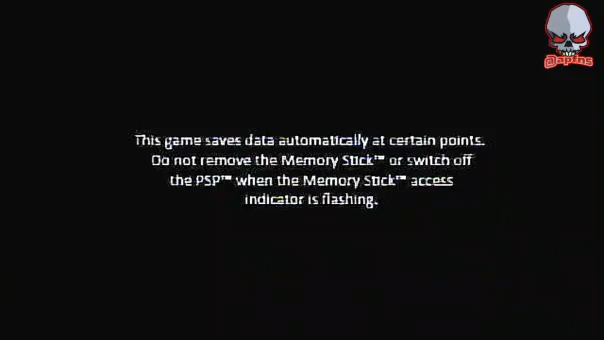 @aptns
This game saves data automatically at certain points.
Do not remove the Memory Stick™ or switch off
the PSP™ when the Memory Stick™ access
indicator is flashing.